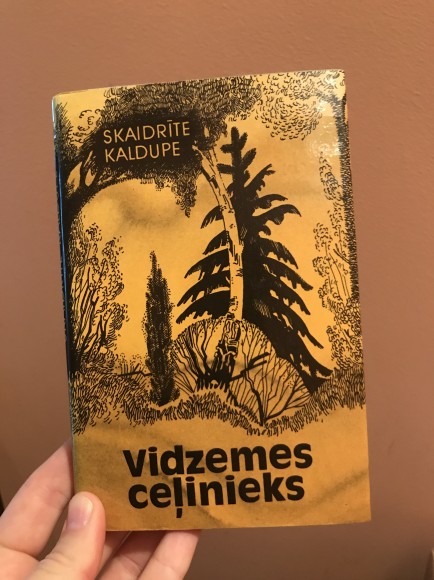 SKAIDRĪTE
KALDUPE
Vidzemes
ceļinieks